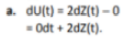 a. dU(t) = 2dZ(t) – 0
= 0dt + 2dZ(t).